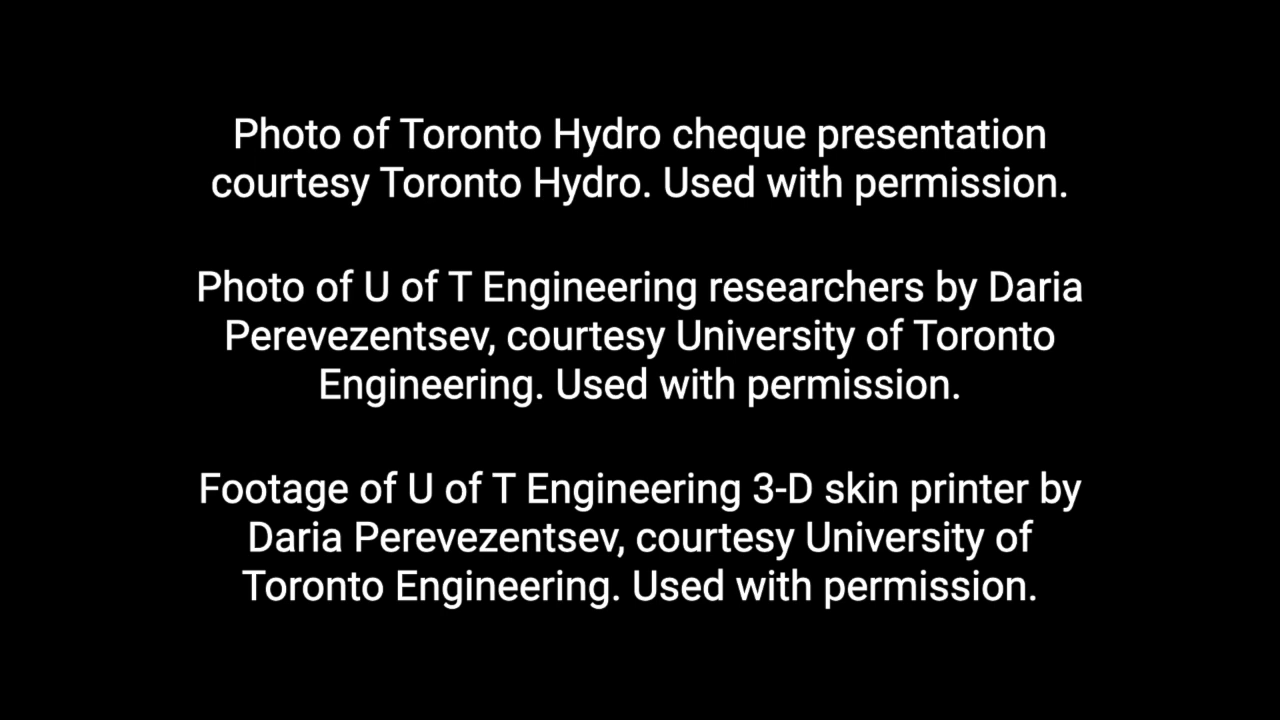 Photo of Toronto Hydro cheque presentation
courtesy Toronto Hydro. Used with permission.
Photo of U of T Engineering researchers by Daria
Perevezentsev, courtesy University of Toronto
Engineering. Used with permission.
Footage of U of T Engineering 3-D skin printer by
Daria Perevezentsev, courtesy University of
Toronto Engineering. Used with permission.